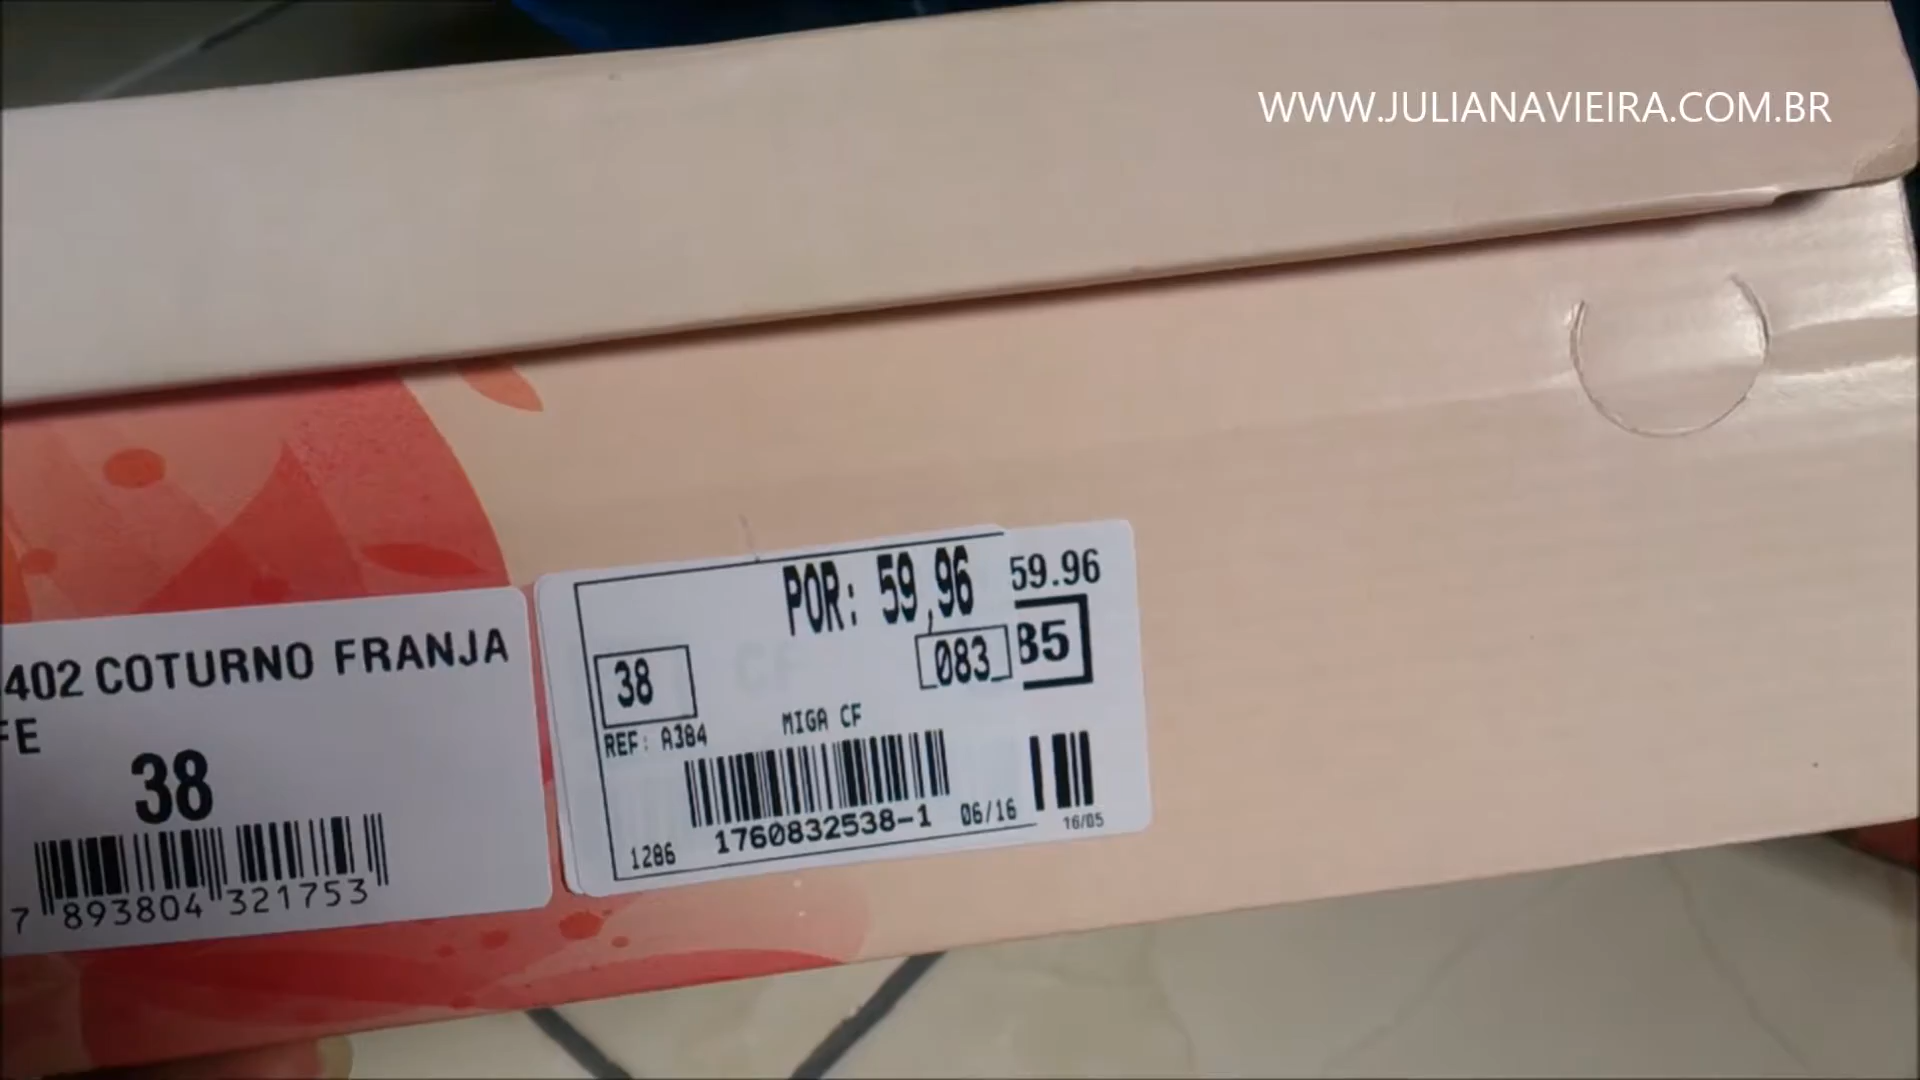 WWW.JULIANAVIEIRA.COM.BR
402 COTURNO FRANJA
FE
38
7 893804 321753
POR: 59,96
38
083
REF: A384
MIGA CF
1760832538-1
06/16
1286
59.96
85
16/05